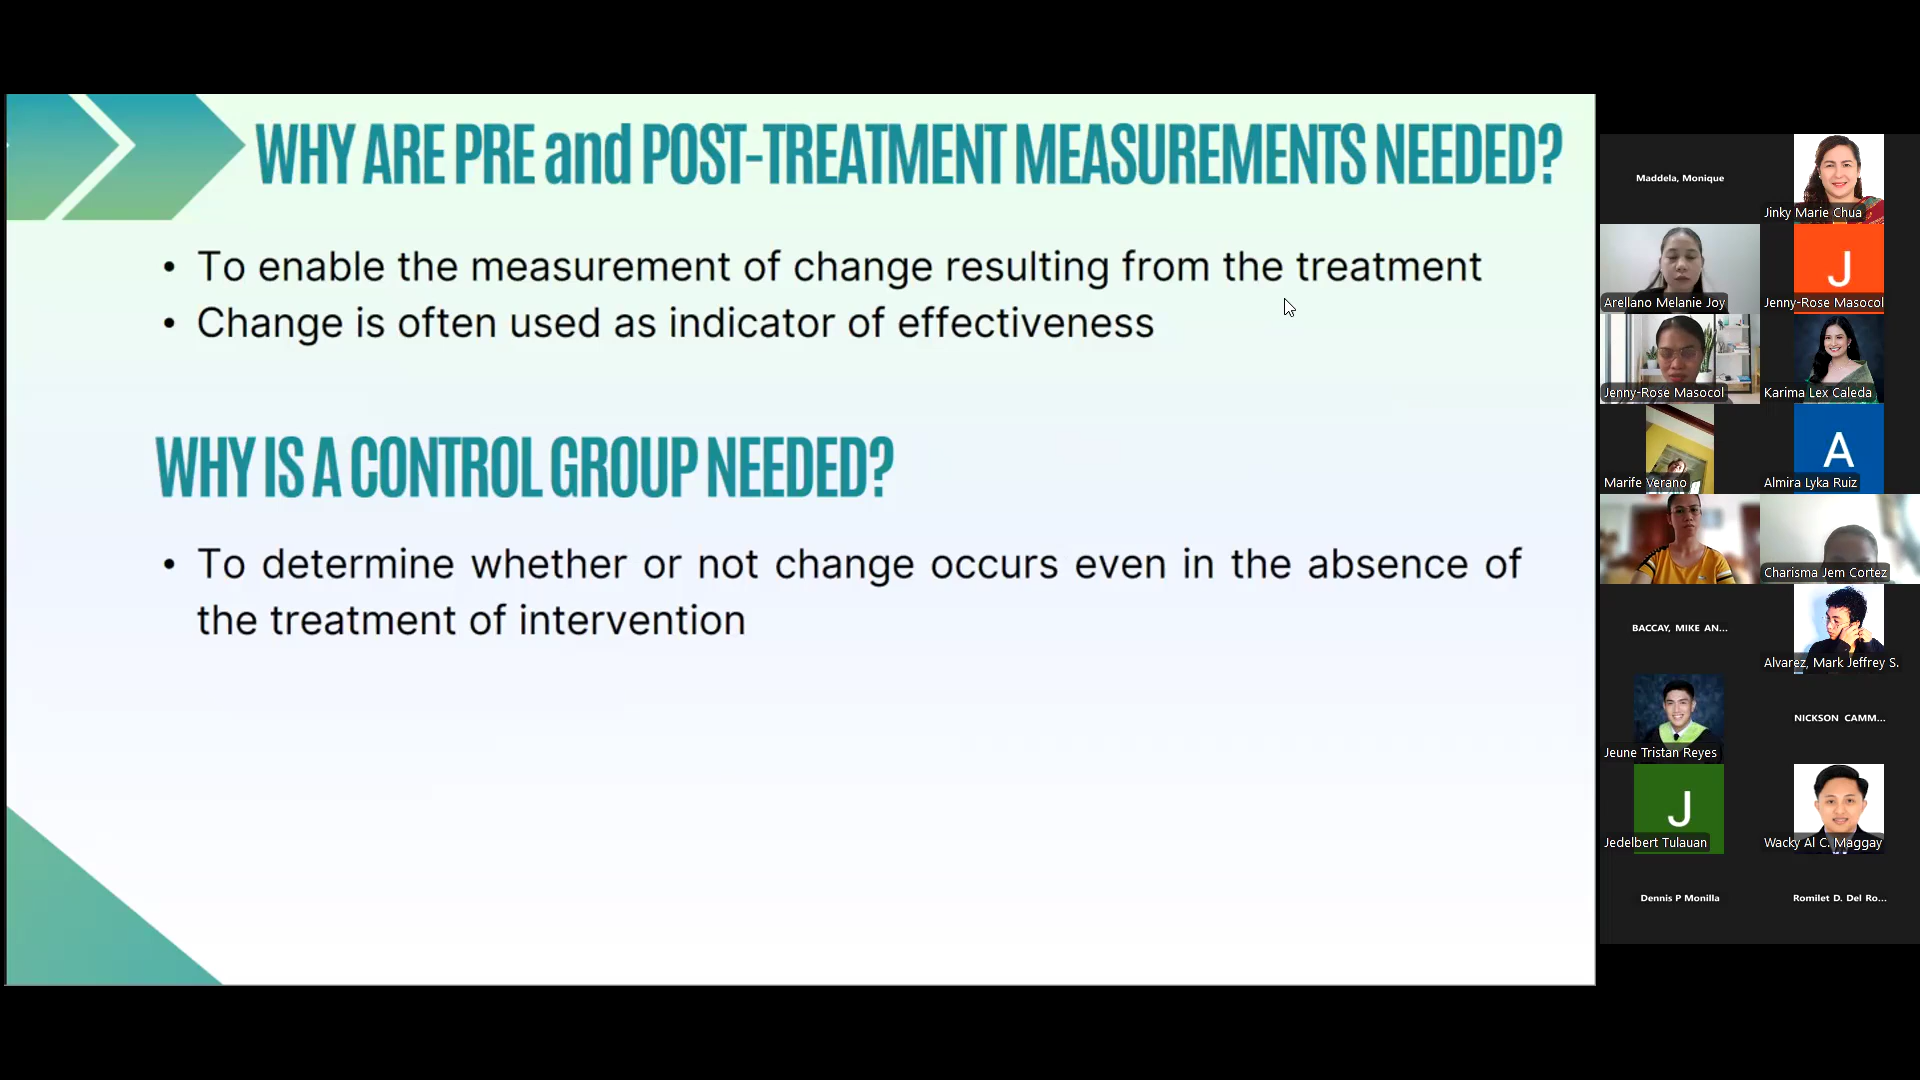 WHY ARE PRE and POST-TREATMENT MEASUREMENTS NEEDED?
• To enable the measurement of change resulting from the treatment
• Change is often used as indicator of effectiveness
WHY IS A CONTROL GROUP NEEDED?
• To determine whether or not change occurs even in the absence of
the treatment of intervention
Maddela, Monique
Jinky Marie Chua
Arellano Melanie Joy
J
Jenny-Rose Masocol
Jenny-Rose Masocol
Karima Lex Caleda
Marife Verano
A
Almira Lyka Ruiz
Charisma Jem Cortez
BACCAY, MIKE AN...
Alvarez, Mark Jeffrey S.
Jeune Tristan Reyes
NICKSON CAMM...
J
Jedelbert Tulauan
Wacky Al C. Maggay
Dennis P Monilla
Romilet D. Del Ro...